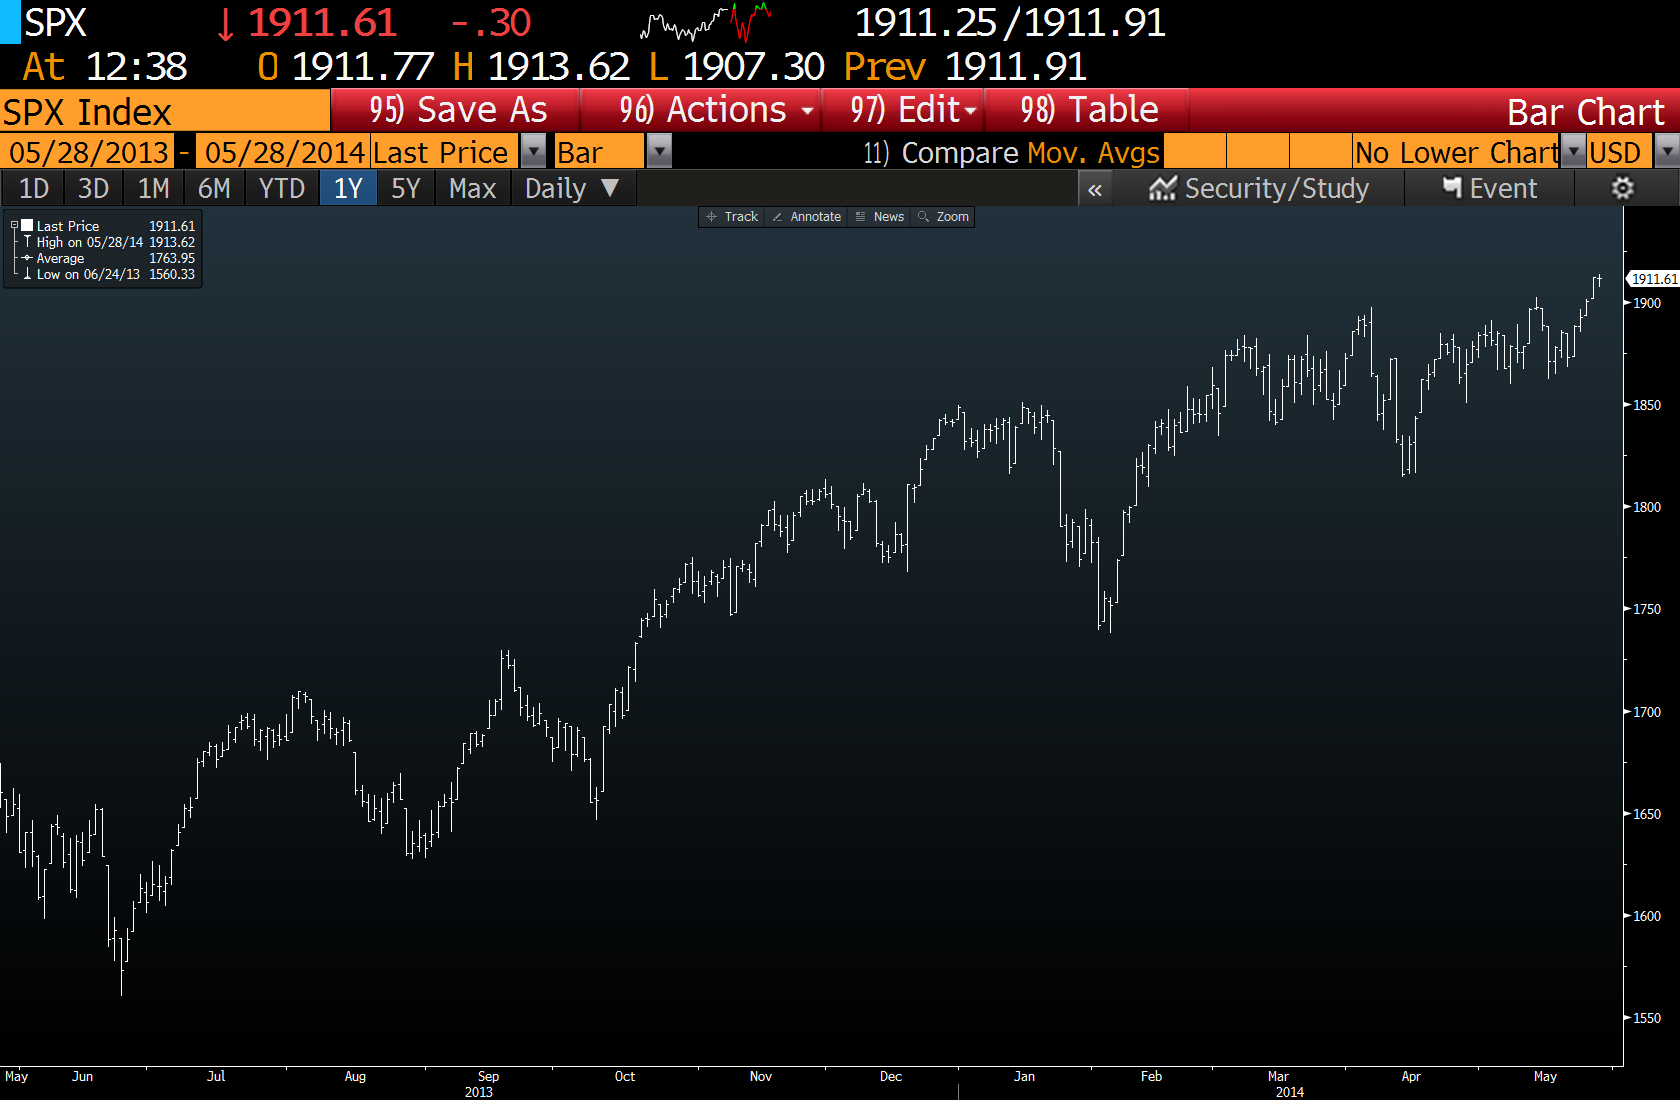 SPX ↓ 1911.61 -.30 1911.25/1911.91
At 12:38 O 1911.77 H 1913.62 L 1907.30 Prev 1911.91
SPX Index 95) Save As 96) Actions 97) Edit 98) Table Bar Chart
05/28/2013 - 05/28/2014 Last Price Bar 11) Compare Mov. Avgs No Lower Chart USD
1D 3D 1M 6M YTD 1Y 5Y Max Daily ▼ « Security/Study Event
Track Annotate News Zoom
Last Price 1911.61
High on 05/28/14 1913.62
Average 1763.95
Low on 06/24/13 1560.33
1911.61
1900
1850
1800
1750
1700
1650
1600
1550
May Jun Jul Aug Sep Oct Nov Dec Jan Feb Mar Apr May
2013 2014